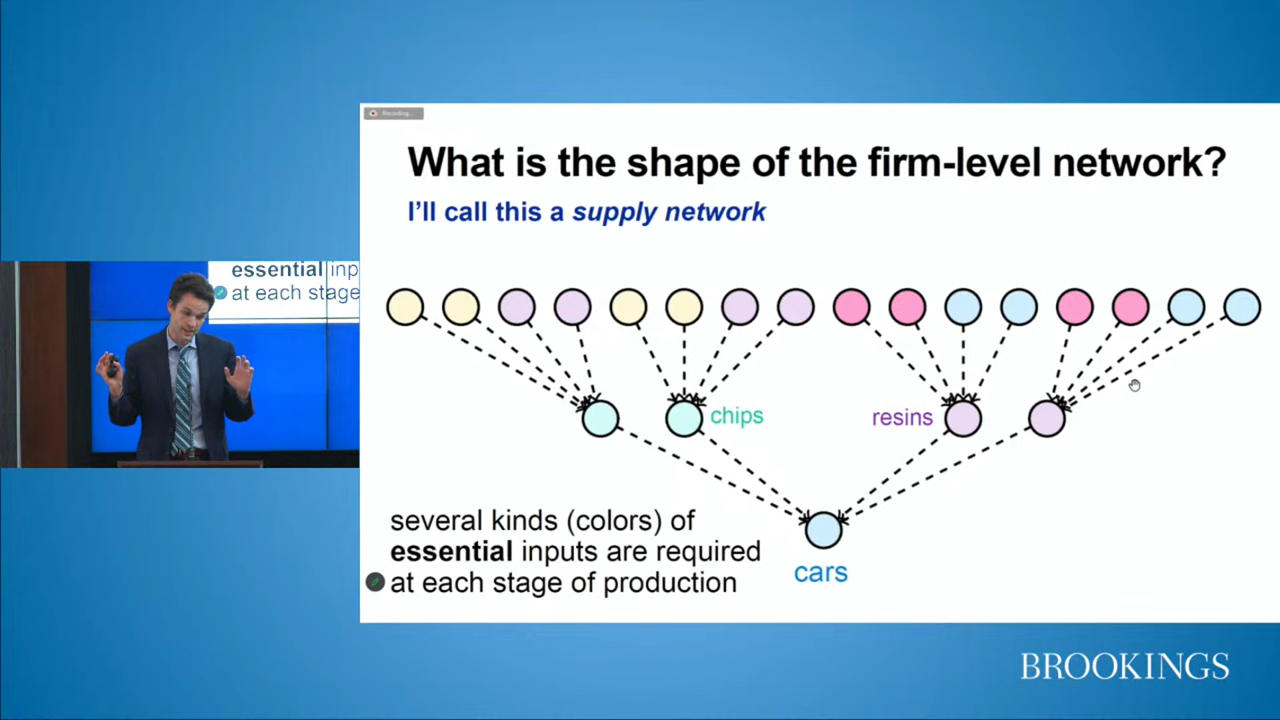 Recording...
What is the shape of the firm-level network?
I'll call this a supply network
essential inp
at each stage
chips
resins
several kinds (colors) of
essential inputs are required
at each stage of production
cars
BROOKINGS